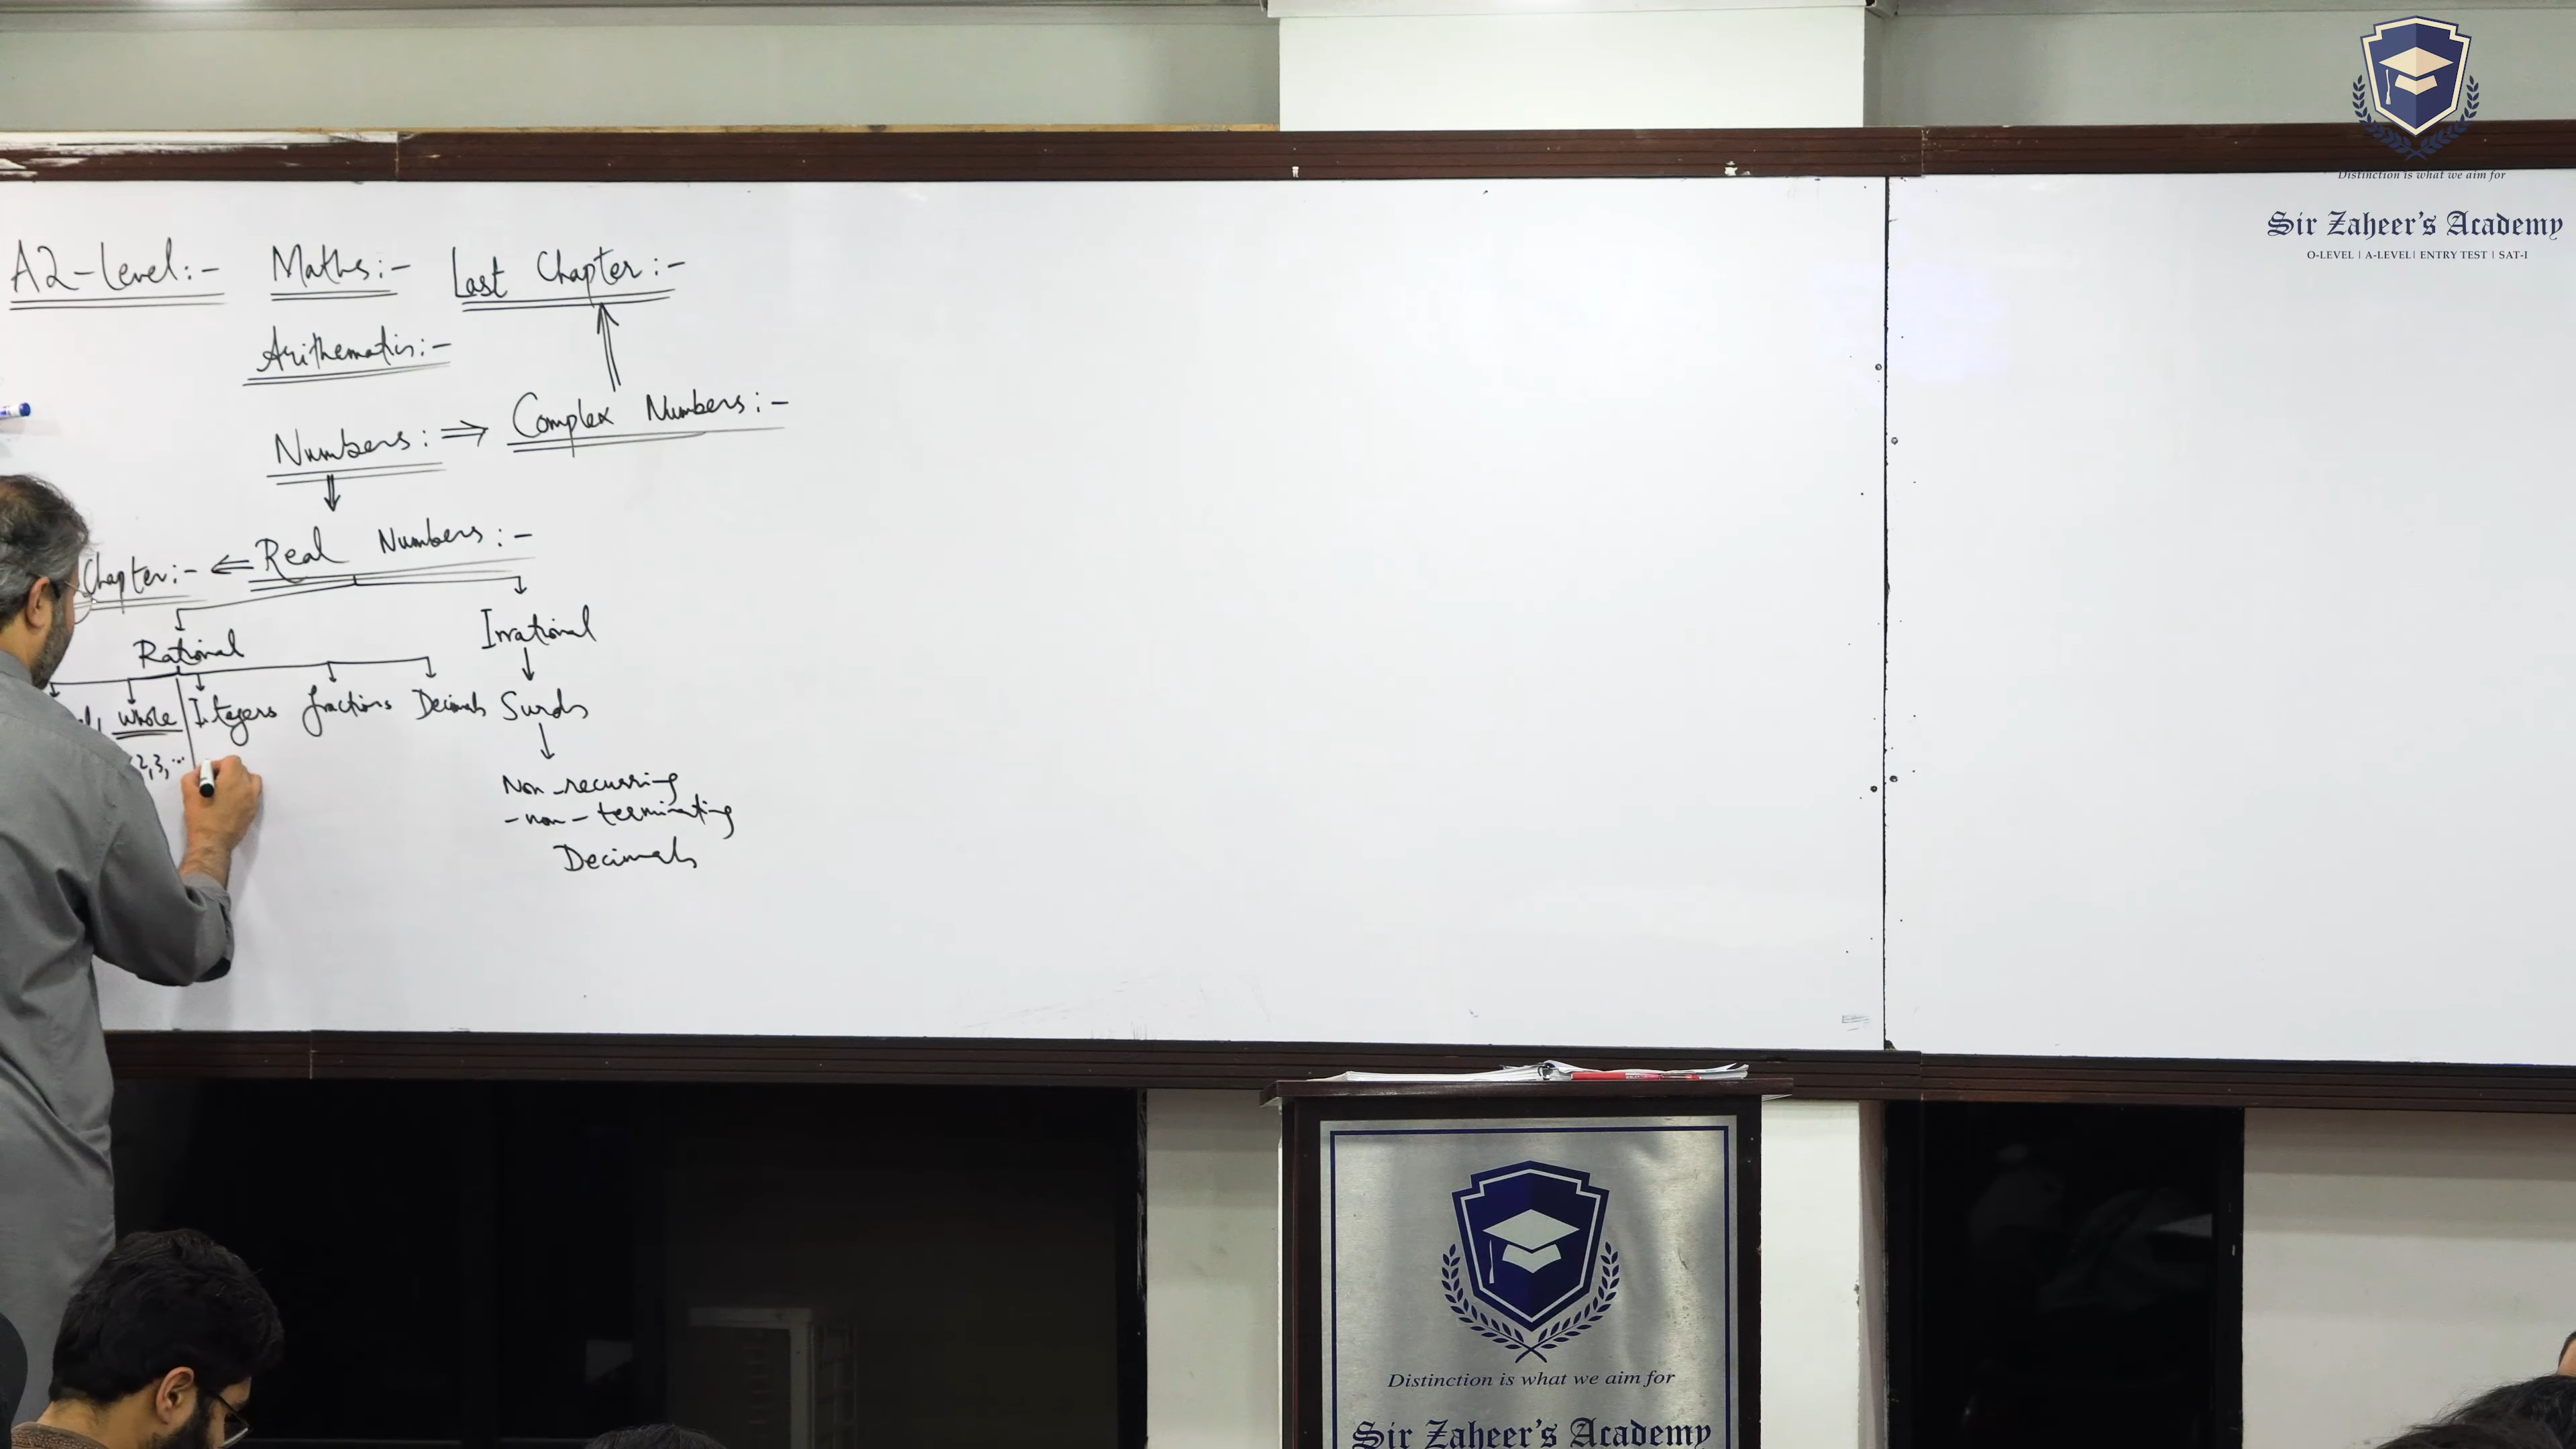 A2-Level:- Maths:- Last Chapter:-
Arithematics:-
Numbers: ⇒ Complex Numbers:-
Chapter:- ⇐ Real Numbers:-
Rational Irrational
whole Integers fractions Decimals Surds
2,3, ...
Non-recurring
-non-terminating
Decimals
Distinction is what we aim for
Sir Zaheer's Academy
O-LEVEL | A-LEVEL | ENTRY TEST | SAT-I
Distinction is what we aim for
Sir Zaheer's Academy